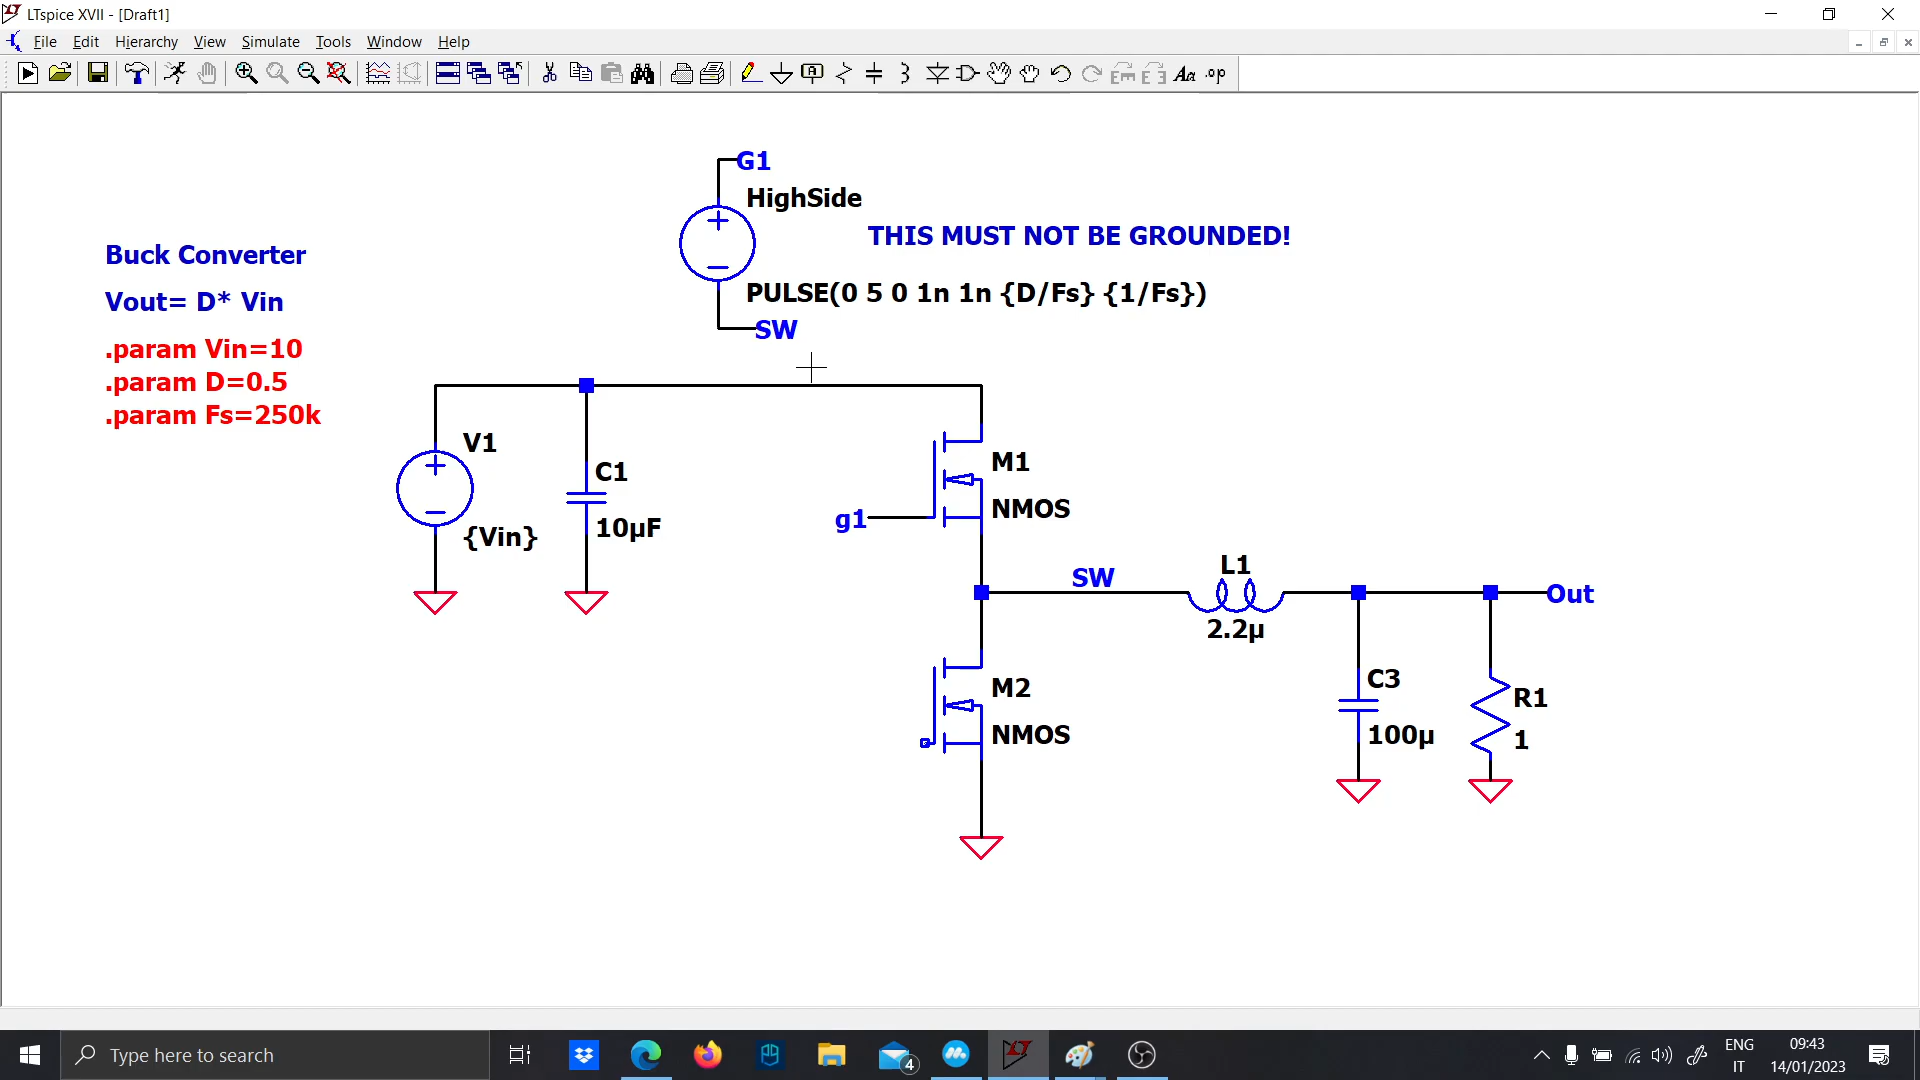 LTspice XVII - [Draft1]
File Edit Hierarchy View Simulate Tools Window Help
Aa .op
G1
HighSide
THIS MUST NOT BE GROUNDED!
PULSE(0 5 0 1n 1n {D/Fs} {1/Fs})
SW
Buck Converter
Vout= D* Vin
.param Vin=10
.param D=0.5
.param Fs=250k
V1
{Vin}
C1
10µF
M1
NMOS
g1
SW
L1
2.2µ
Out
M2
NMOS
C3
100µ
R1
1
Type here to search
4
ENG
IT
09:43
14/01/2023